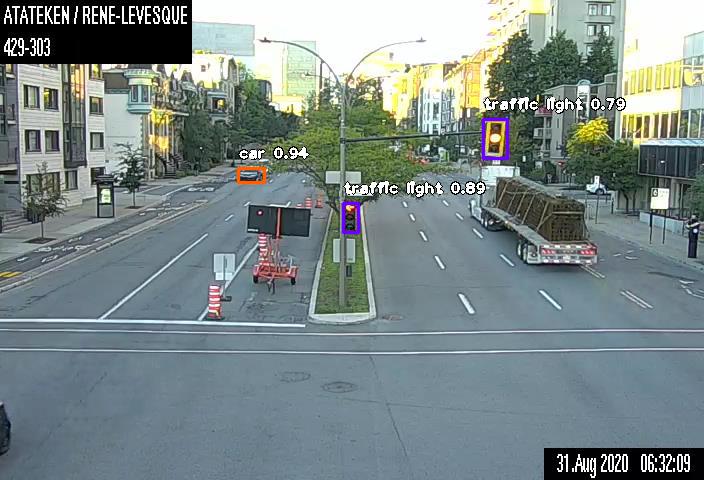 ATATEKEN / RENE-LEVESQUE
429-303
traffic light 0.79
car 0.94
traffic light 0.89
31.Aug 2020 06:32:09